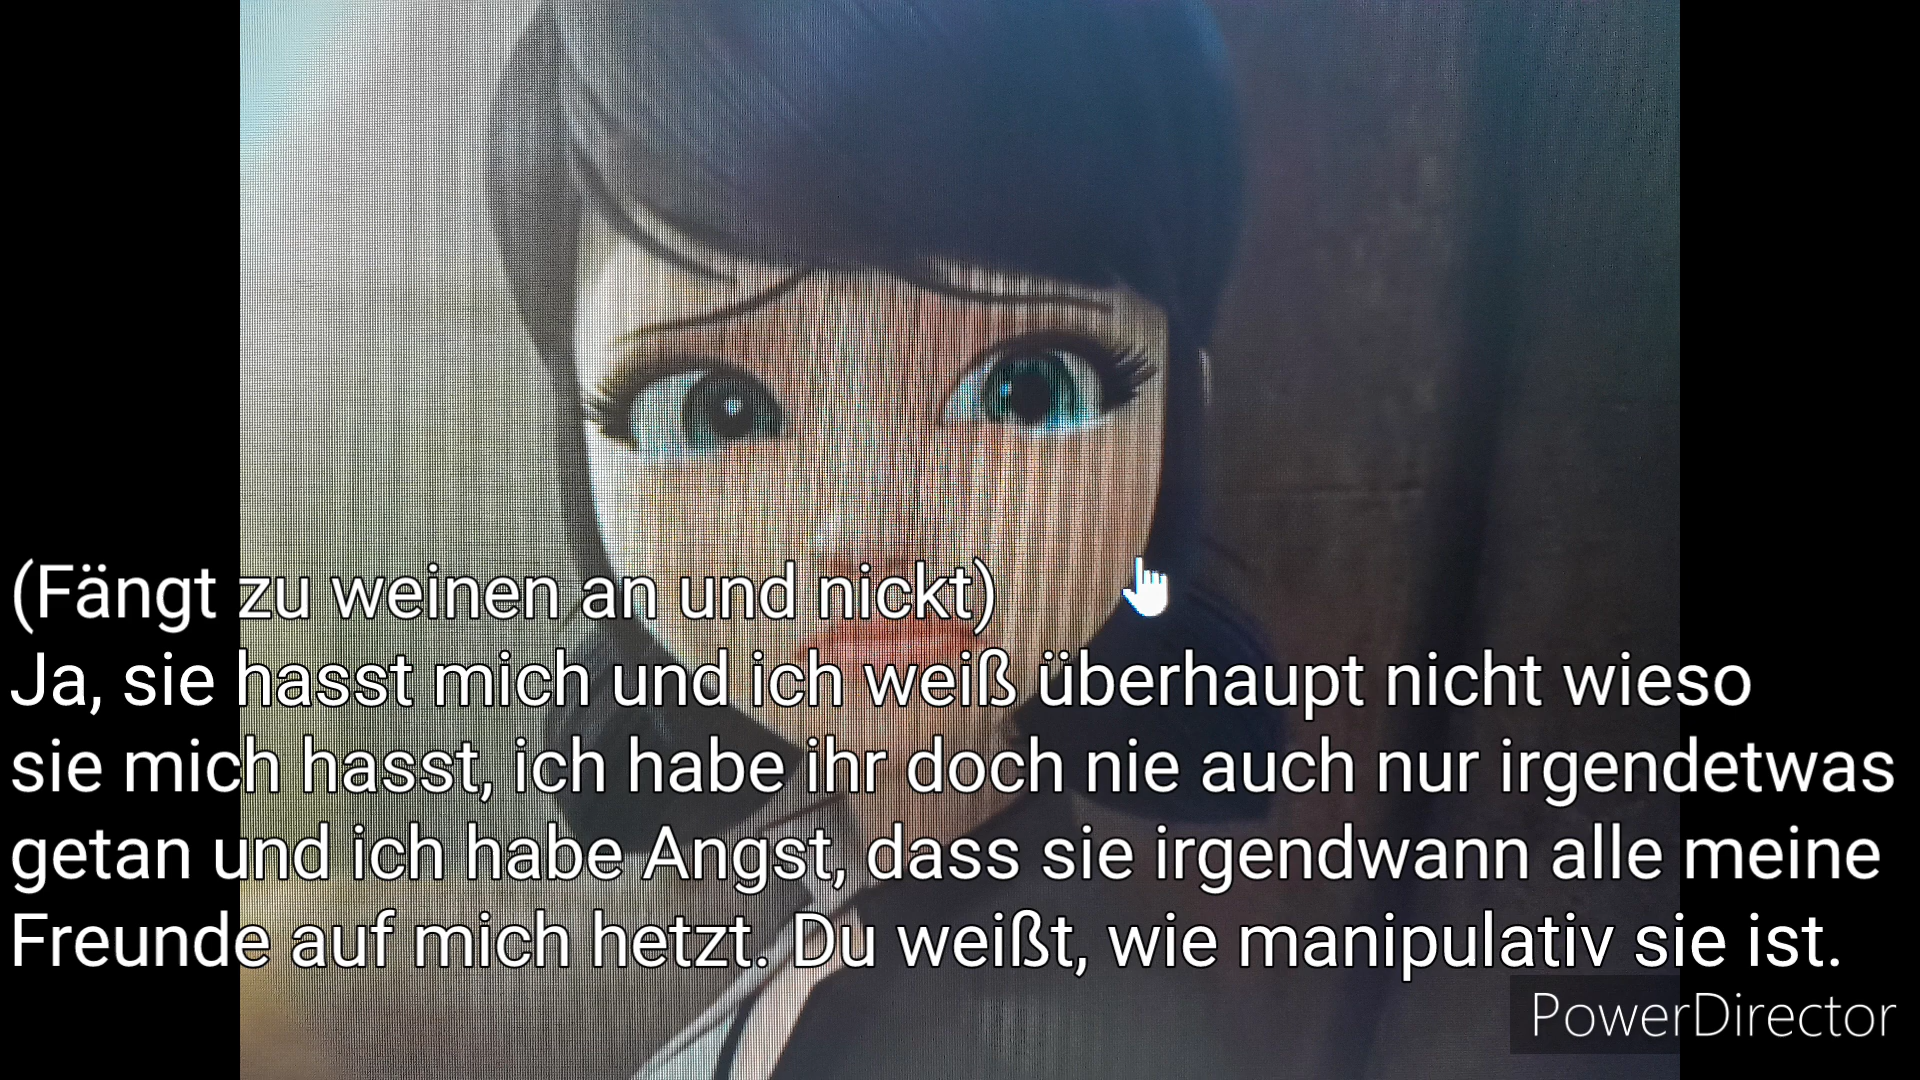 (Fängt zu weinen an und nickt)
Ja, sie hasst mich und ich weiß überhaupt nicht wieso
sie mich hasst, ich habe ihr doch nie auch nur irgendetwas
getan und ich habe Angst, dass sie irgendwann alle meine
Freunde auf mich hetzt. Du weißt, wie manipulativ sie ist.
PowerDirector